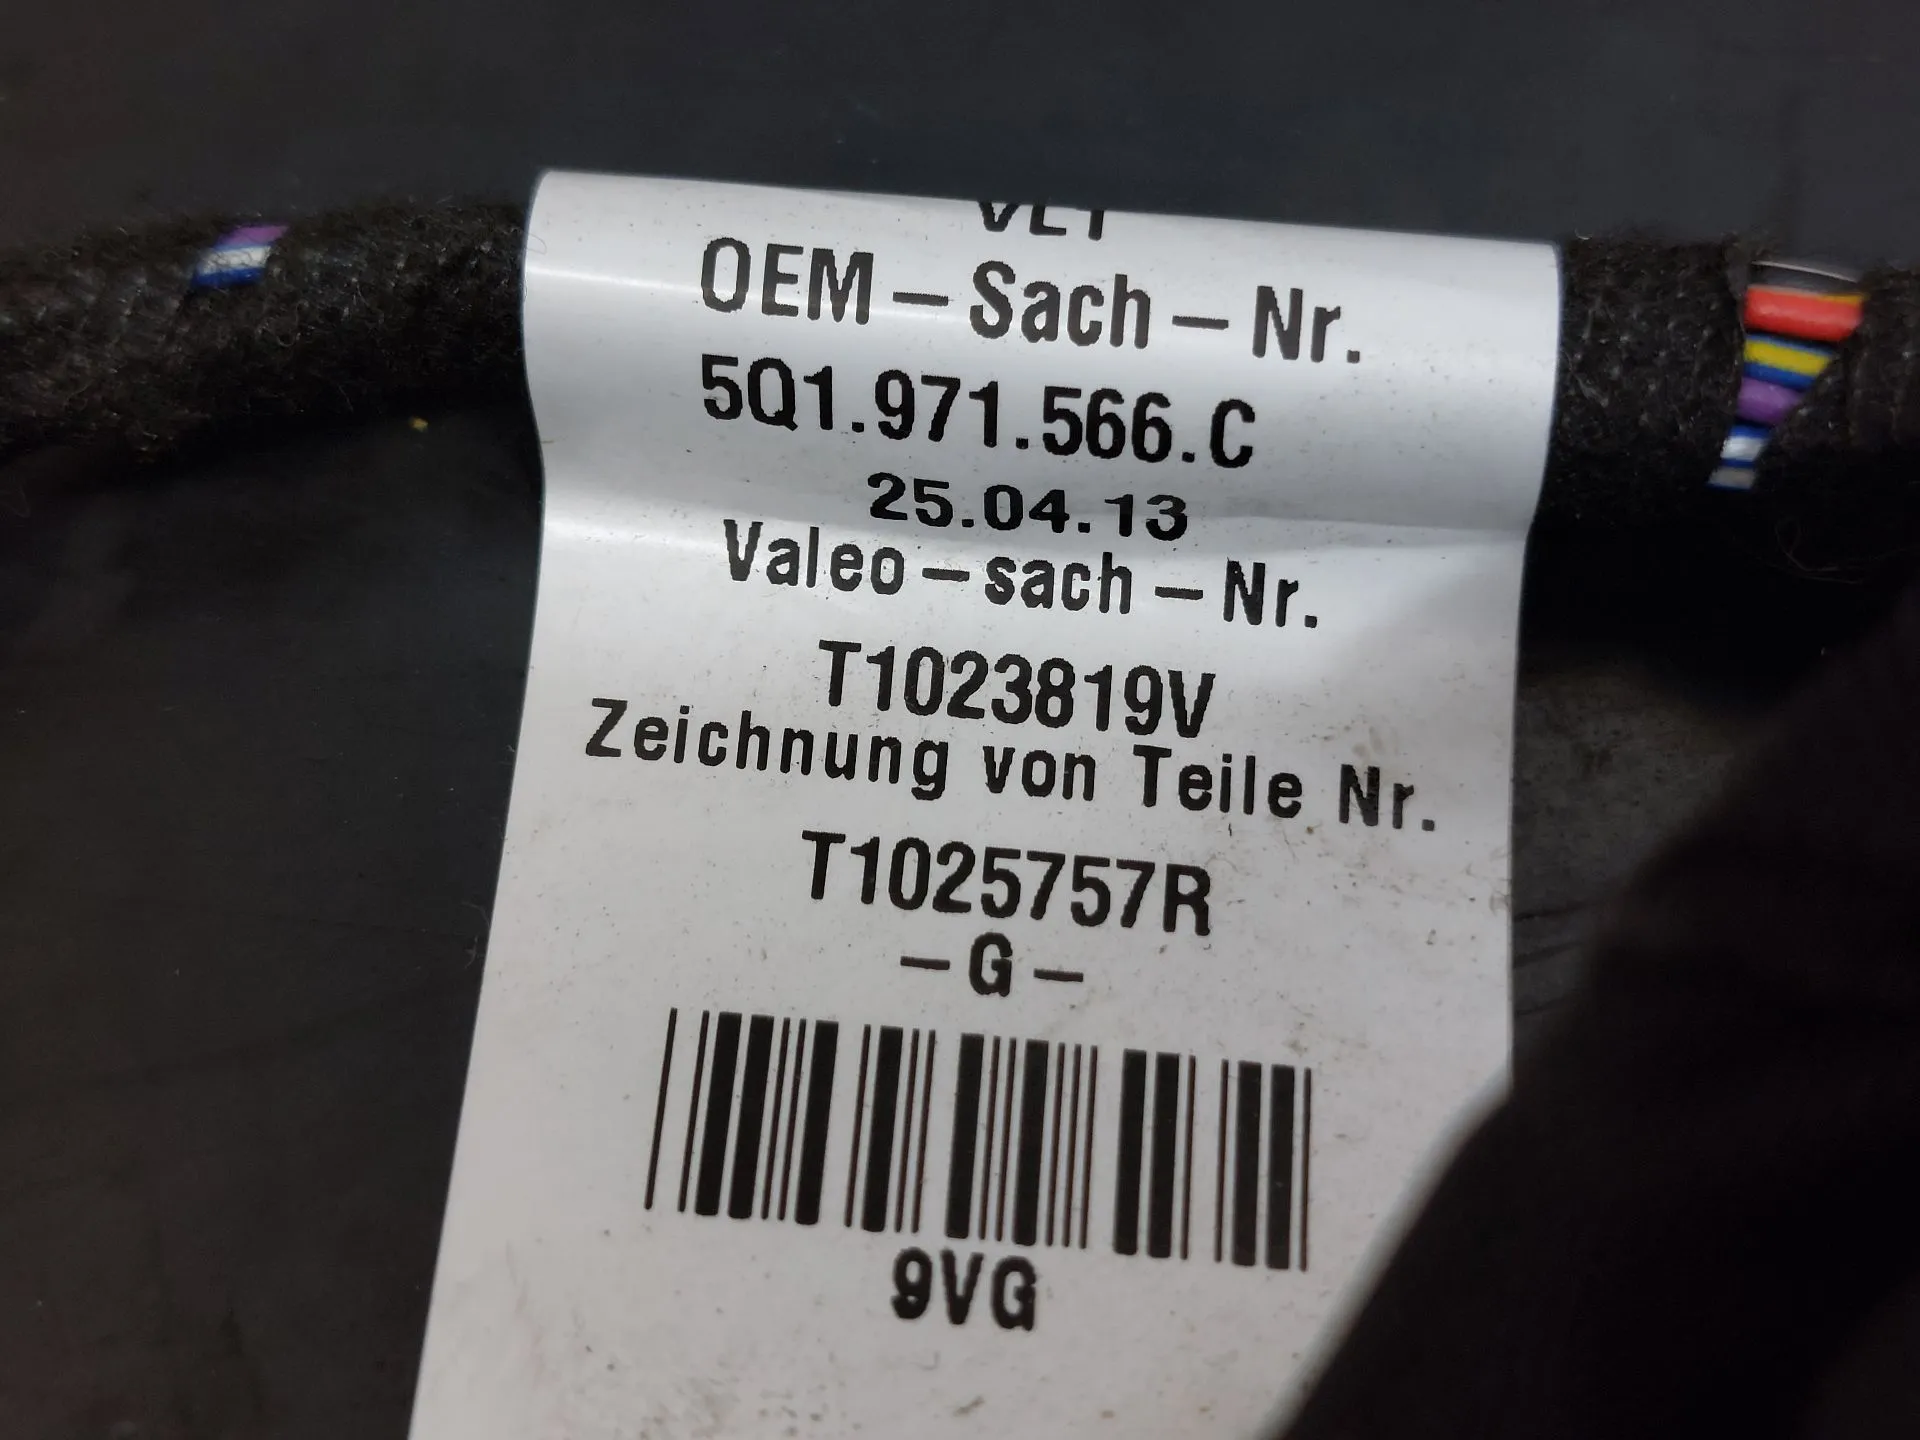 VLT
OEM-Sach-Nr.
5Q1.971.566.C
25.04.13
Valeo-sach-Nr.
T1023819V
Zeichnung von Teile Nr.
T1025757R
-G-
9VG